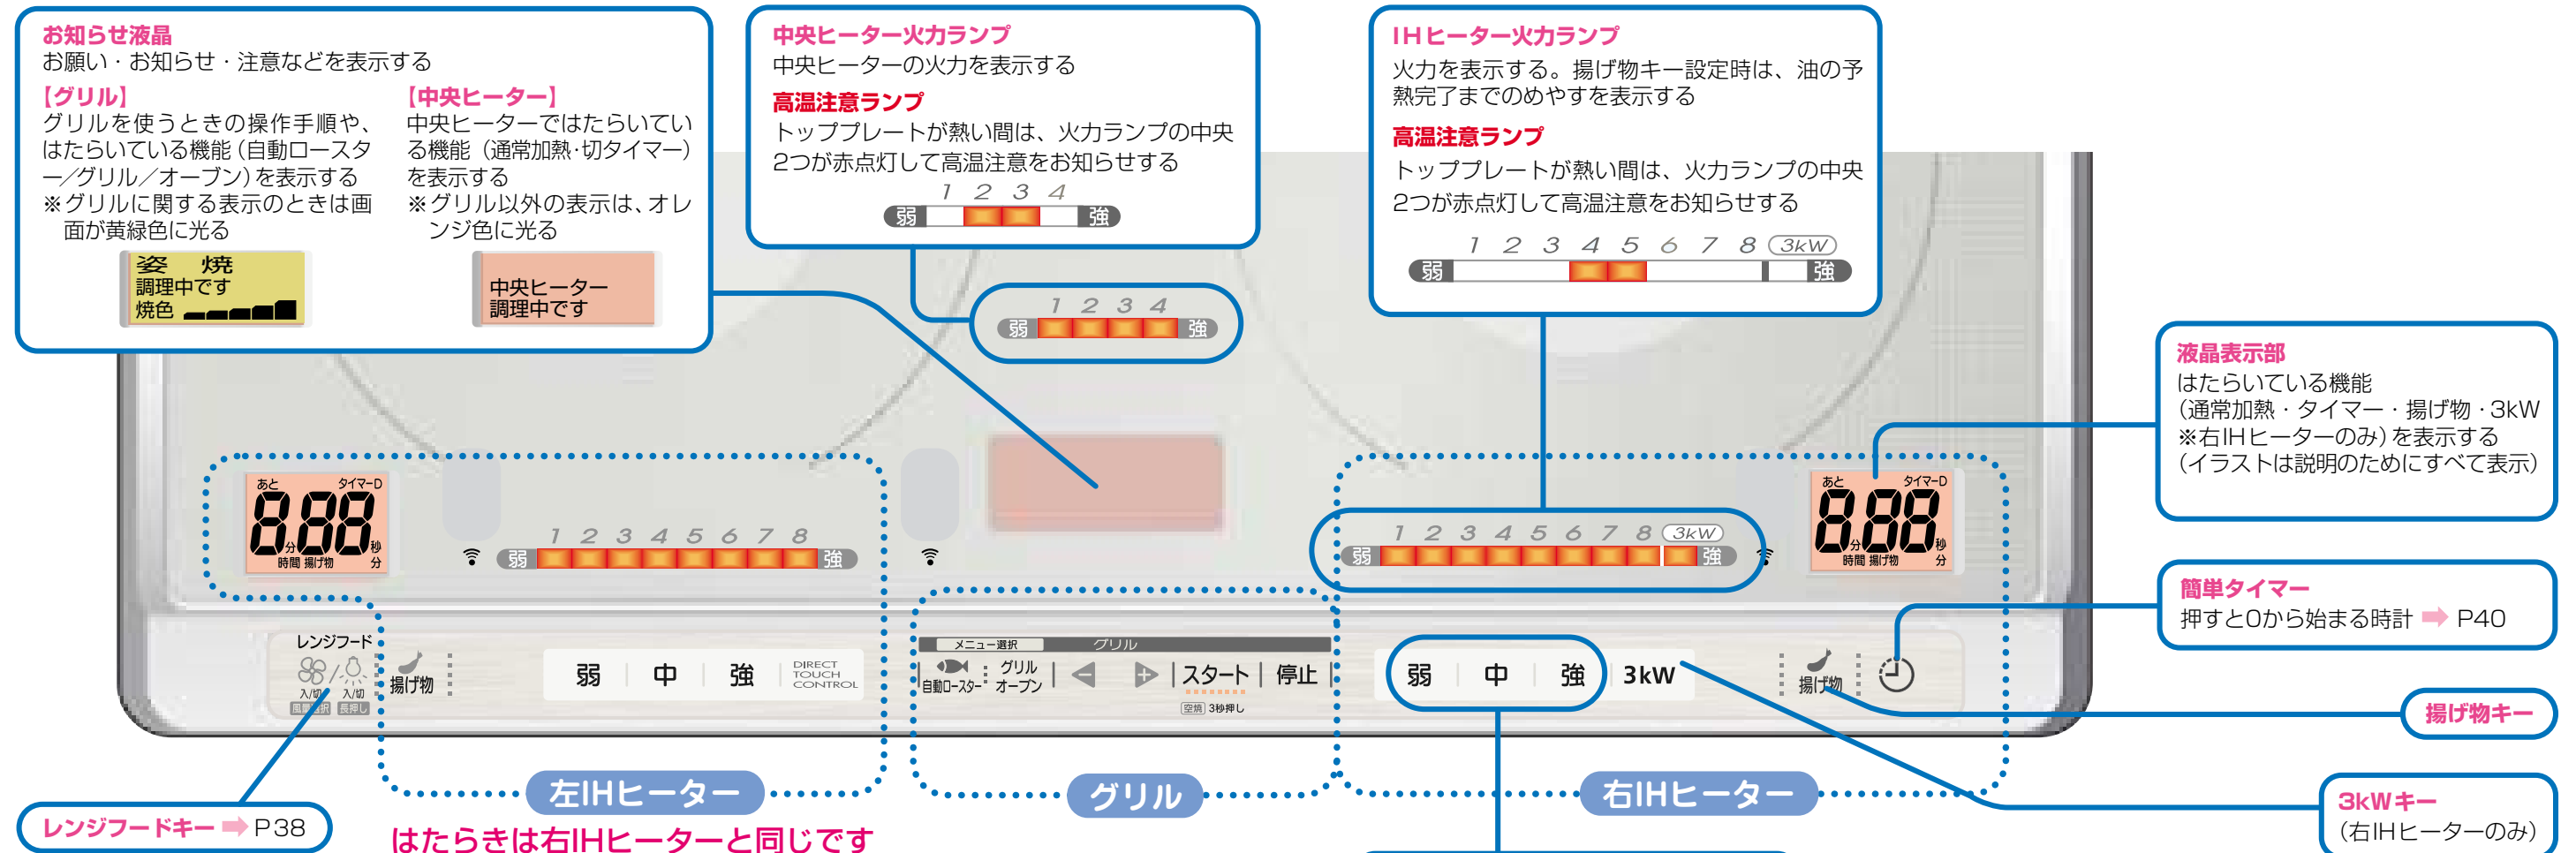 お知らせ液晶
お願い・お知らせ・注意などを表示する
【グリル】
グリルを使うときの操作手順や、
はたらいている機能(自動ロースタ
ー／グリル／オーブン)を表示する
※グリルに関する表示のときは画
面が黄緑色に光る
姿 焼
調理中です
焼色
【中央ヒーター】
中央ヒーターではたらいてい
る機能（通常加熱・切タイマー）
を表示する
※グリル以外の表示は、オレ
ンジ色に光る
中央ヒーター
調理中です
中央ヒーター火力ランプ
中央ヒーターの火力を表示する
高温注意ランプ
トッププレートが熱い間は、火力ランプの中央
2つが赤点灯して高温注意をお知らせする
1 2 3 4
弱 強
IHヒーター火力ランプ
火力を表示する。揚げ物キー設定時は、油の予
熱完了までのめやすを表示する
高温注意ランプ
トッププレートが熱い間は、火力ランプの中央
2つが赤点灯して高温注意をお知らせする
1 2 3 4 5 6 7 8 3kW
弱 強
1 2 3 4
弱 強
液晶表示部
はたらいている機能
（通常加熱・タイマー・揚げ物・3kW
※右IHヒーターのみ）を表示する
（イラストは説明のためにすべて表示）
あと タイマーD
888
分 秒
時間 揚げ物 分
1 2 3 4 5 6 7 8
弱 強
1 2 3 4 5 6 7 8 3kW
弱 強
あと タイマーD
888
分 秒
時間 揚げ物 分
簡単タイマー
押すと0から始まる時計 ➡ P40
レンジフード
入/切 / 入/切
風量選択 長押し
揚げ物
弱 中 強 DIRECT
TOUCH
CONTROL
メニュー選択 グリル
自動ロースター
グリル
オーブン
スタート 停止
空焼 3秒押し
弱 中 強 3kW
揚げ物
揚げ物キー
左IHヒーター
グリル
右IHヒーター
3kWキー
（右IHヒーターのみ）
レンジフードキー ➡ P38
はたらきは右IHヒーターと同じです